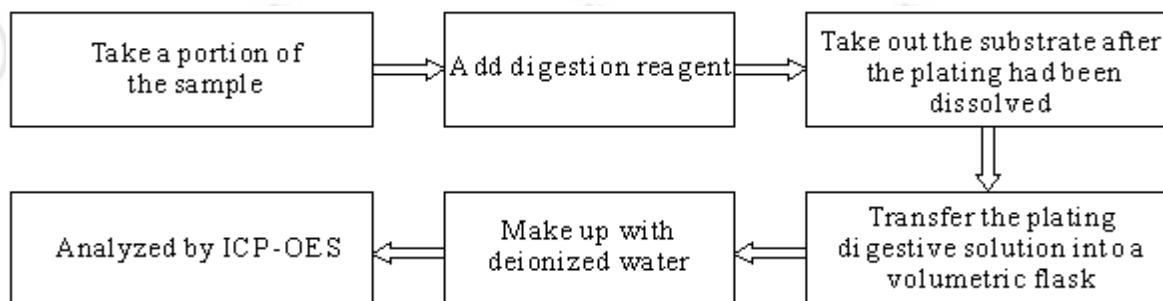 Take a portion of
the sample
Add digestion reagent
Take out the substrate after
the plating had been
dissolved
Transfer the plating
digestive solution into a
volumetric flask
Make up with
deionized water
Analyzed by ICP-OES